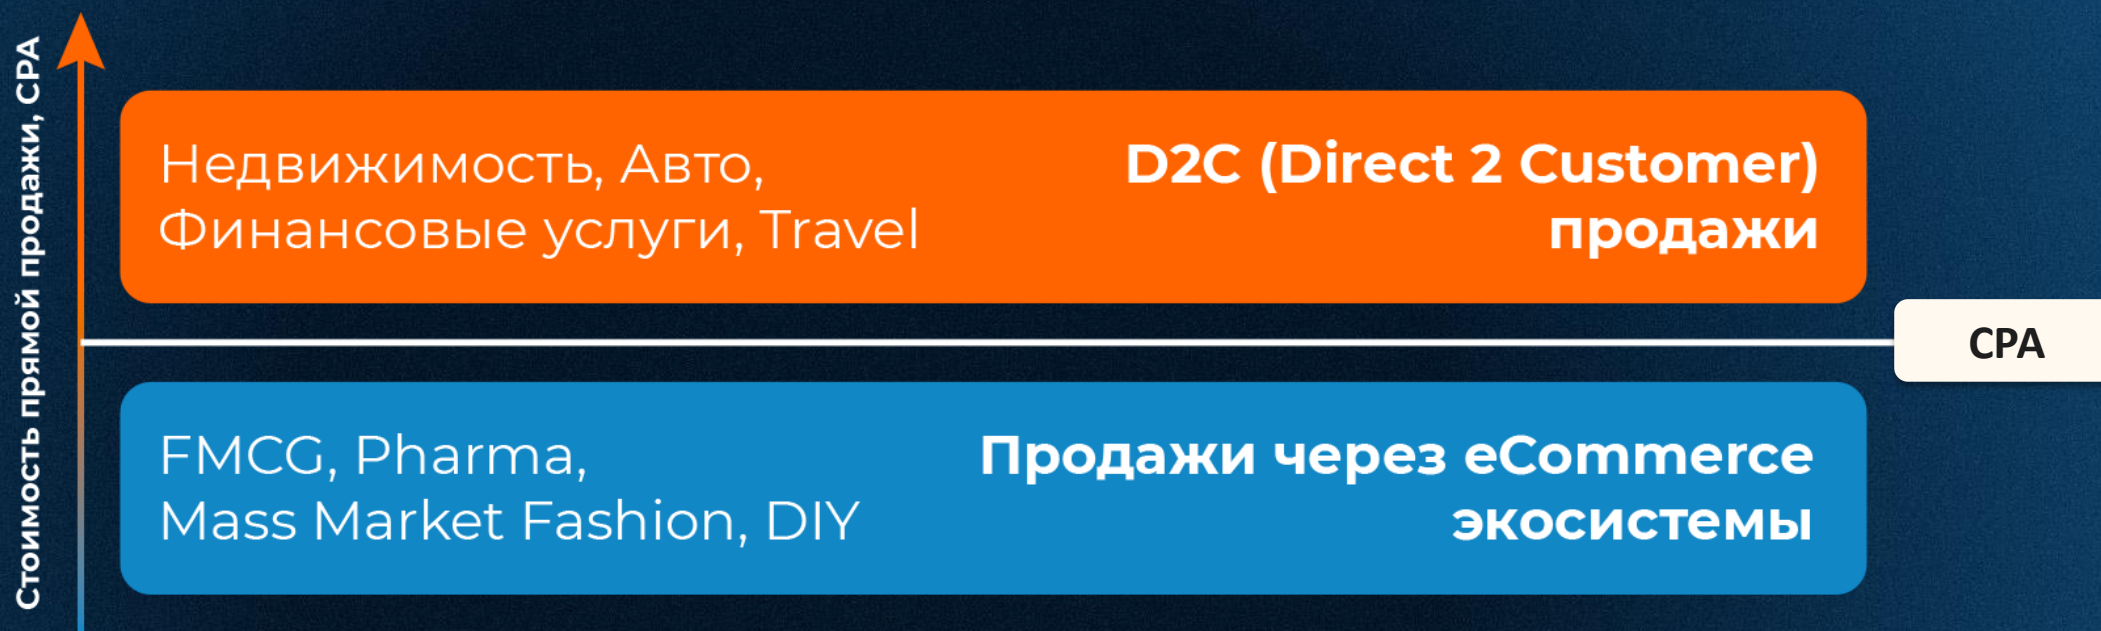 Стоимость прямой продажи, CPA
Недвижимость, Авто,
Финансовые услуги, Travel
D2C (Direct 2 Customer)
продажи
CPA
FMCG, Pharma,
Mass Market Fashion, DIY
Продажи через eCommerce
экосистемы